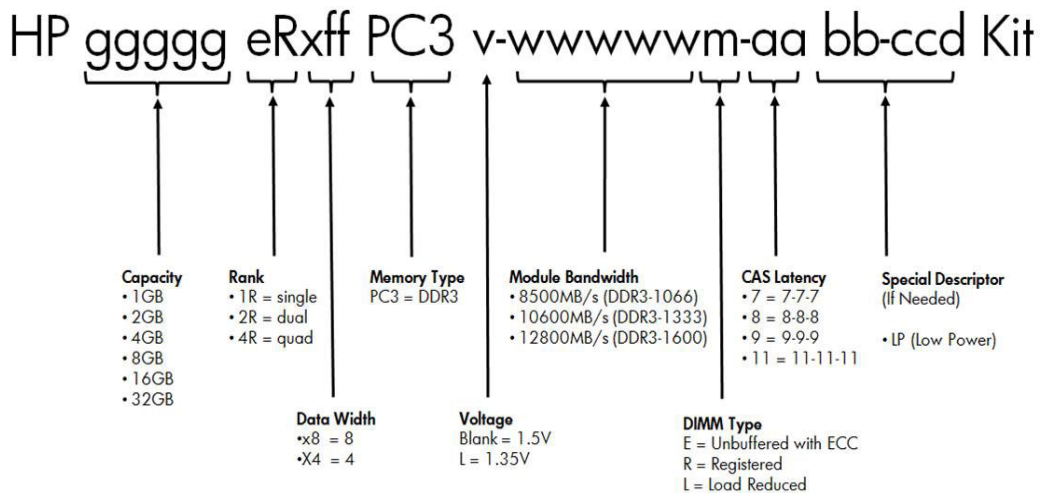 HP ggggg eRxff PC3 v-wwwwwm-aa bb-ccd Kit
Capacity
• 1GB
• 2GB
• 4GB
• 8GB
• 16GB
• 32GB
Rank
• 1R = single
• 2R = dual
• 4R = quad
Memory Type
PC3 = DDR3
Module Bandwidth
• 8500MB/s (DDR3-1066)
• 10600MB/s (DDR3-1333)
• 12800MB/s (DDR3-1600)
CAS Latency
• 7 = 7-7-7
• 8 = 8-8-8
• 9 = 9-9-9
• 11 = 11-11-11
Special Descriptor
(If Needed)
• LP (Low Power)
Data Width
•x8 = 8
•X4 = 4
Voltage
Blank = 1.5V
L = 1.35V
DIMM Type
E = Unbuffered with ECC
R = Registered
L = Load Reduced